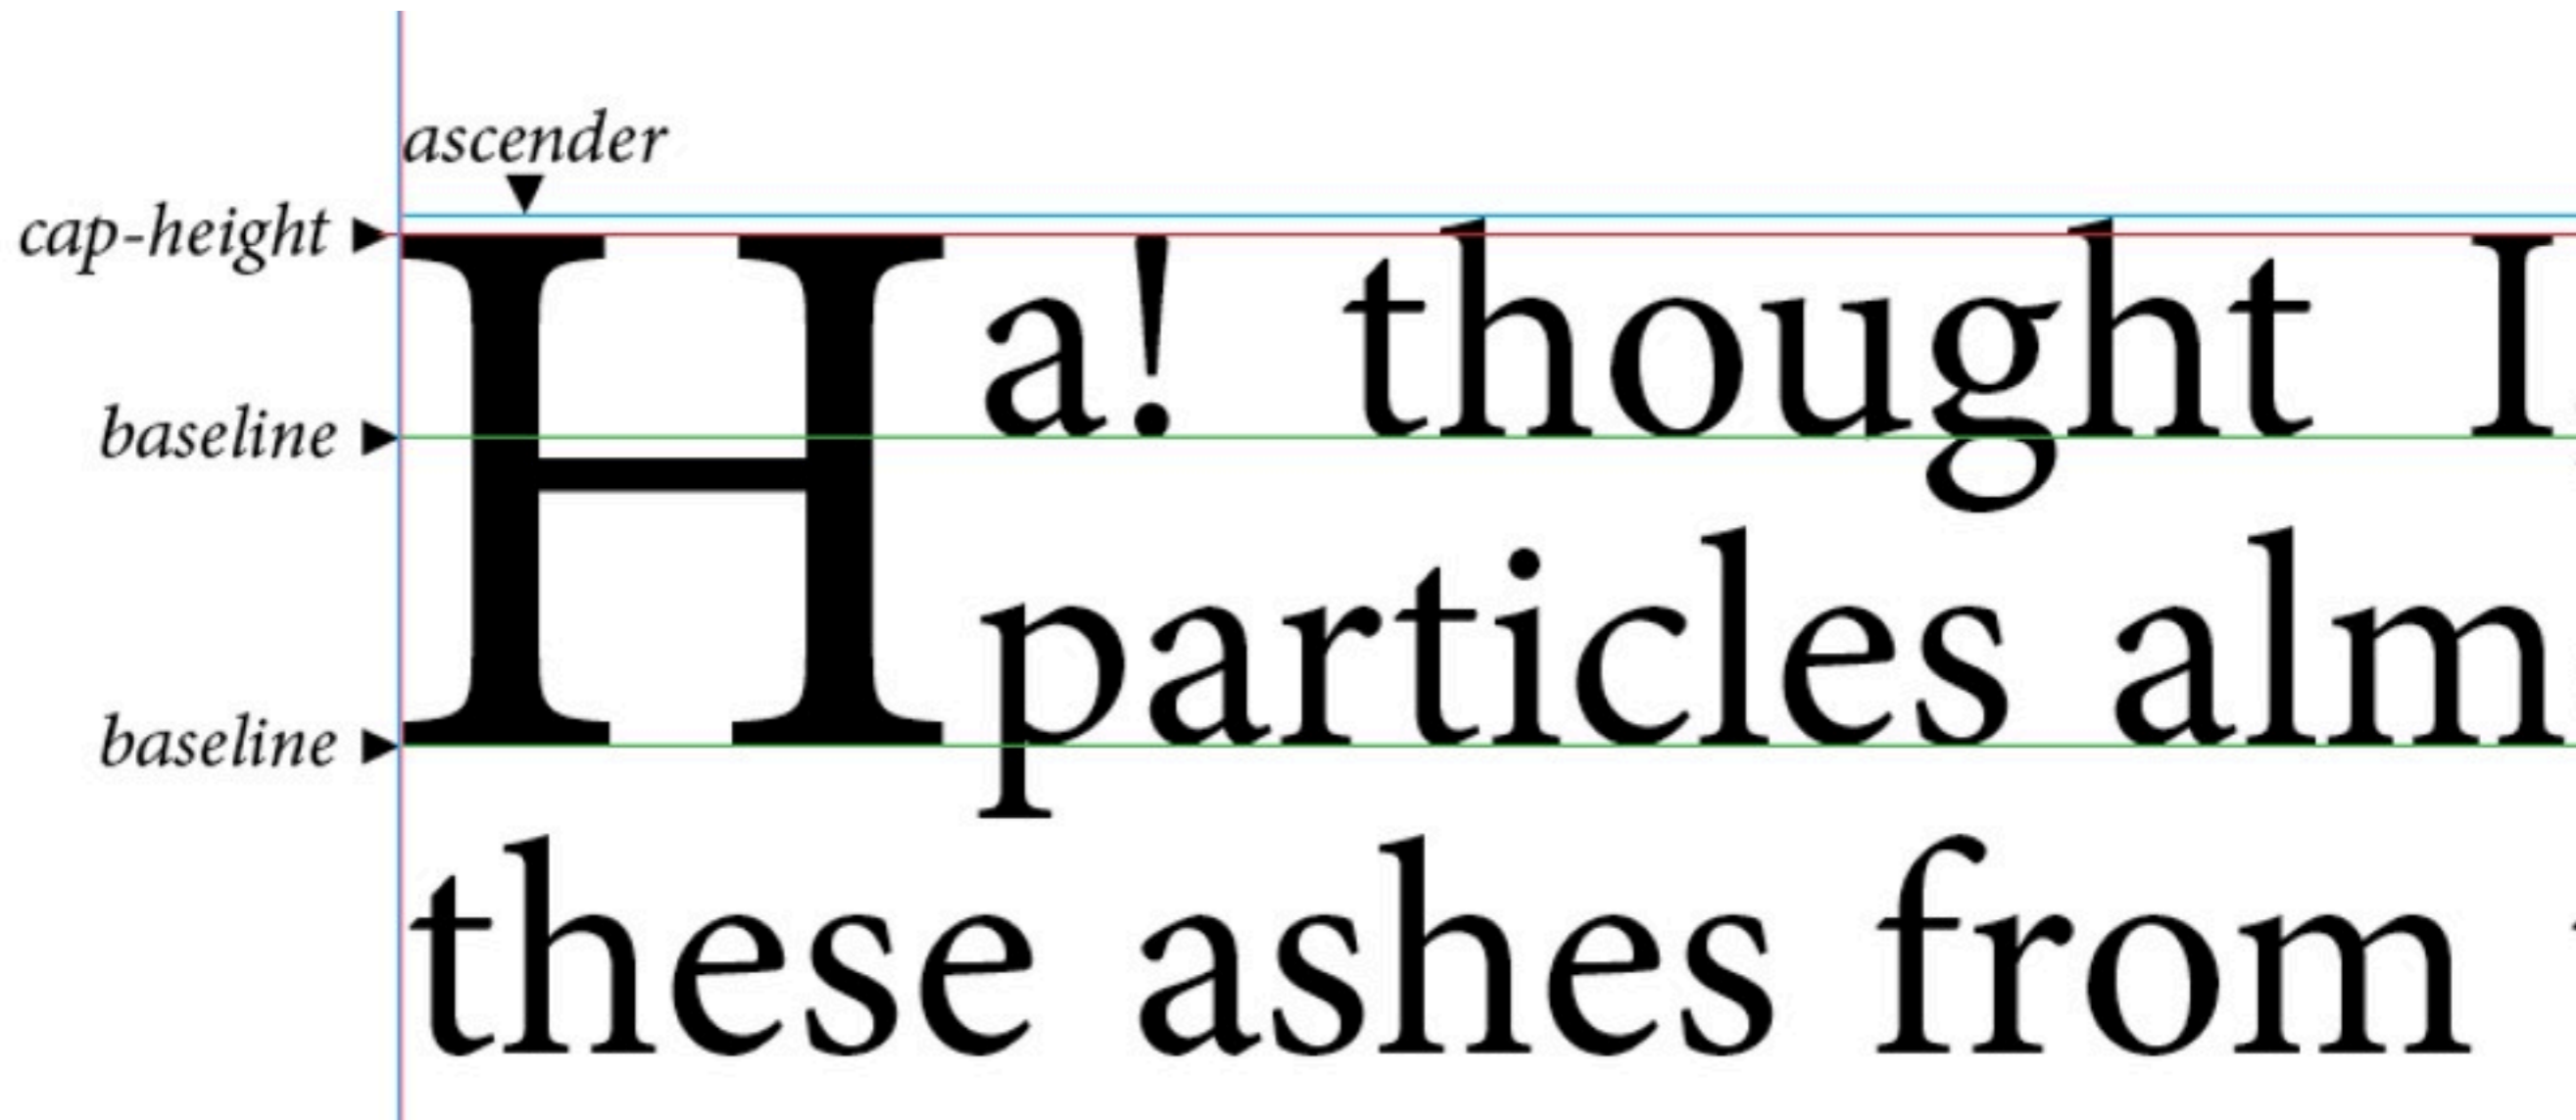 ascender
cap-height
baseline
baseline
Ha! thought I
particles alm
these ashes from